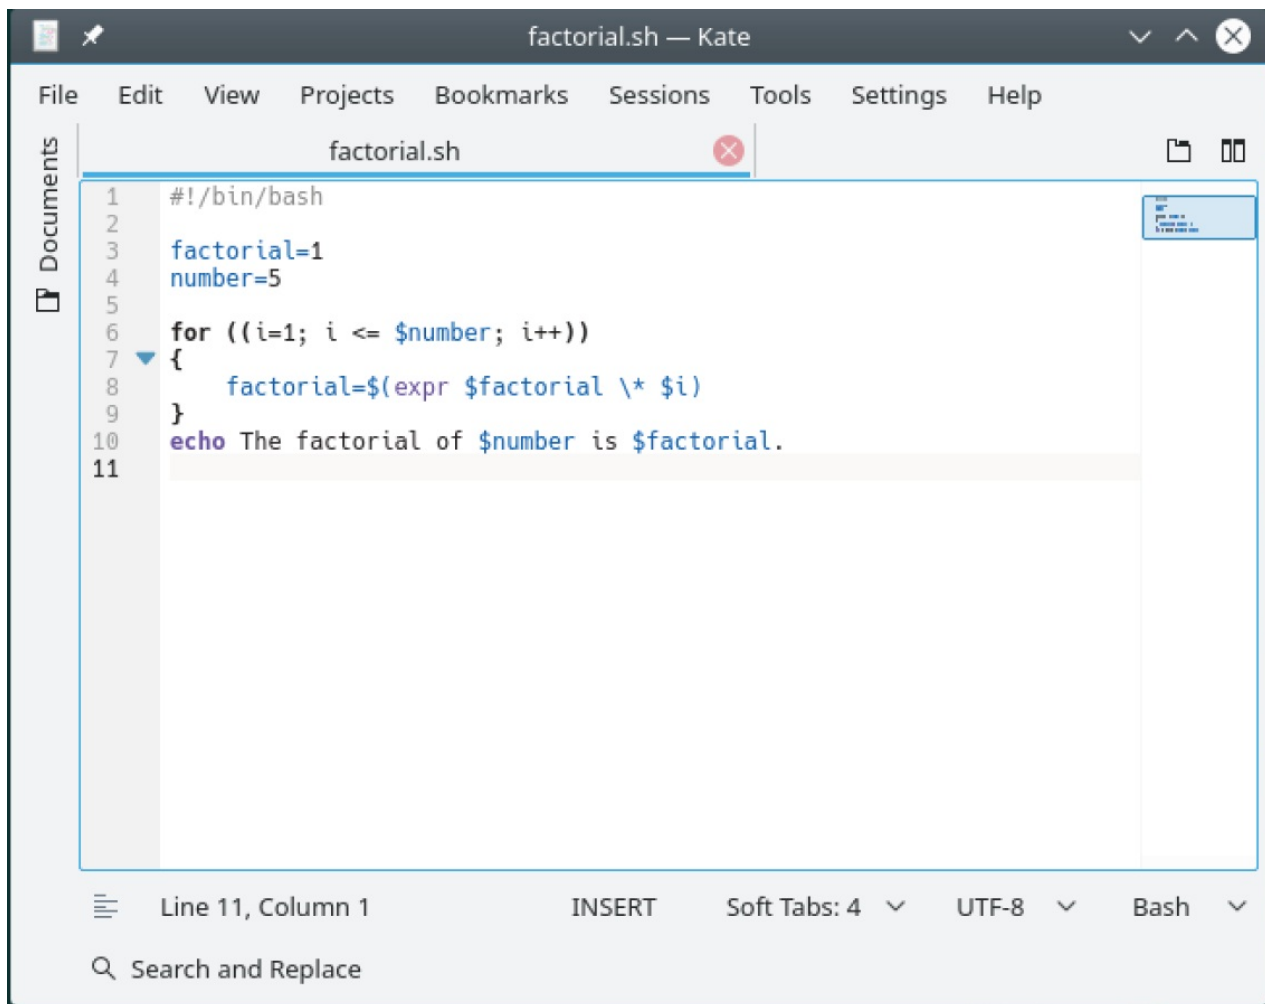 factorial.sh — Kate
File Edit View Projects Bookmarks Sessions Tools Settings Help
Documents
factorial.sh
1 #!/bin/bash
2
3 factorial=1
4 number=5
5
6 for ((i=1; i <= $number; i++))
7 {
8     factorial=$(expr $factorial \* $i)
9 }
10 echo The factorial of $number is $factorial.
11
Line 11, Column 1 INSERT Soft Tabs: 4 UTF-8 Bash
Search and Replace